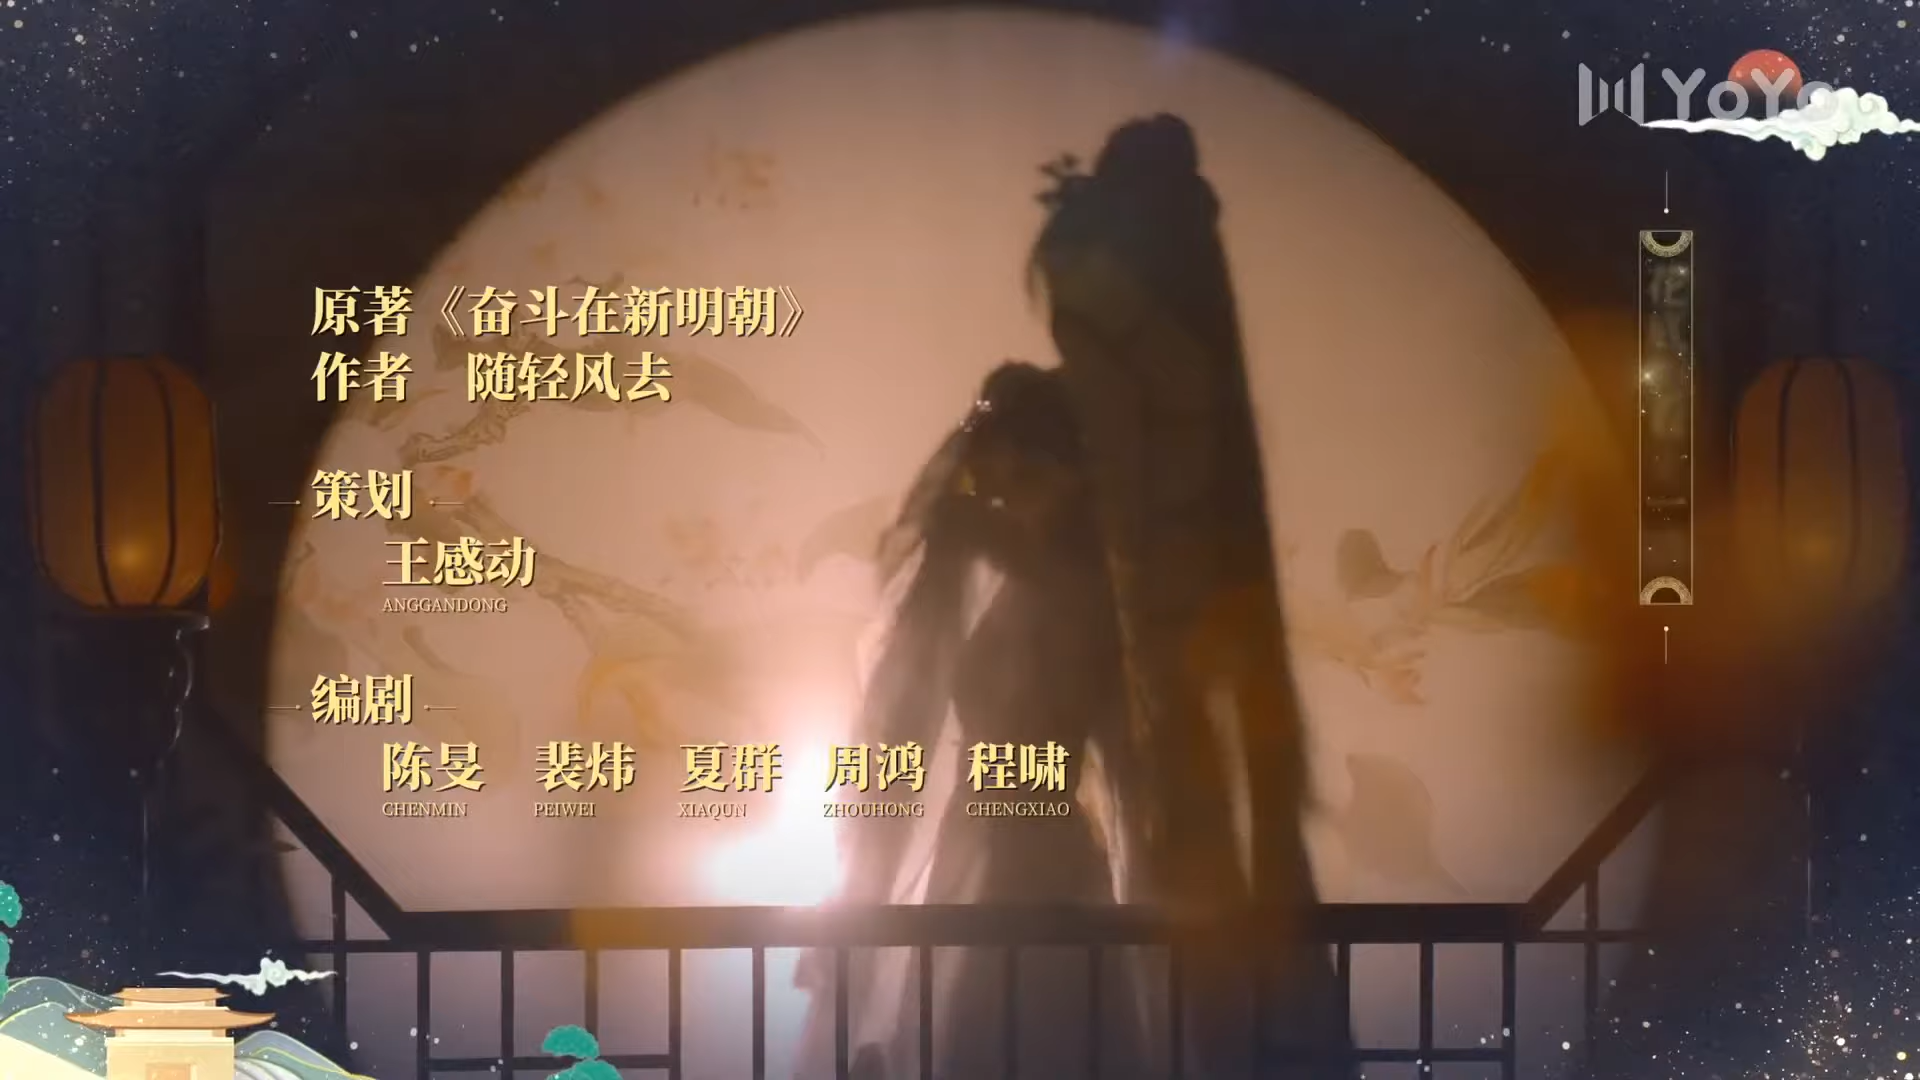 原著《奋斗在新明朝》
作者 随轻风去
策划
王感动
ANGGANDONG
编剧
陈旻 裴炜 夏群 周鸿 程啸
CHENMIN PEIWEI XIAQUN ZHOUHONG CHENGXIAO
YoYo